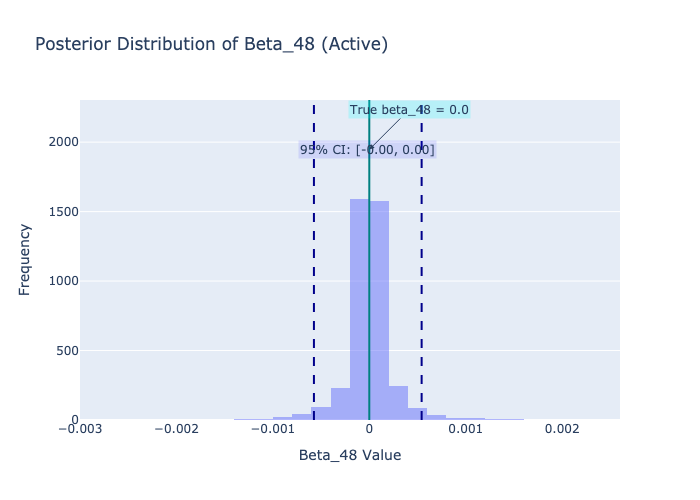 Posterior Distribution of Beta_48 (Active)
True beta_48 = 0.0
95% CI: [-0.00, 0.00]
2000
1500
1000
500
0
Frequency
−0.003
−0.002
−0.001
0
0.001
0.002
Beta_48 Value